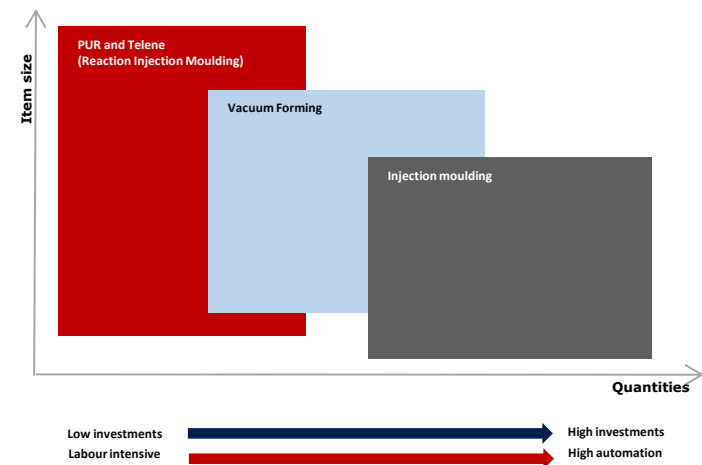 Item size
PUR and Telene
(Reaction Injection Moulding)
Vacuum Forming
Injection moulding
Quantities
Low investments
High investments
Labour intensive
High automation